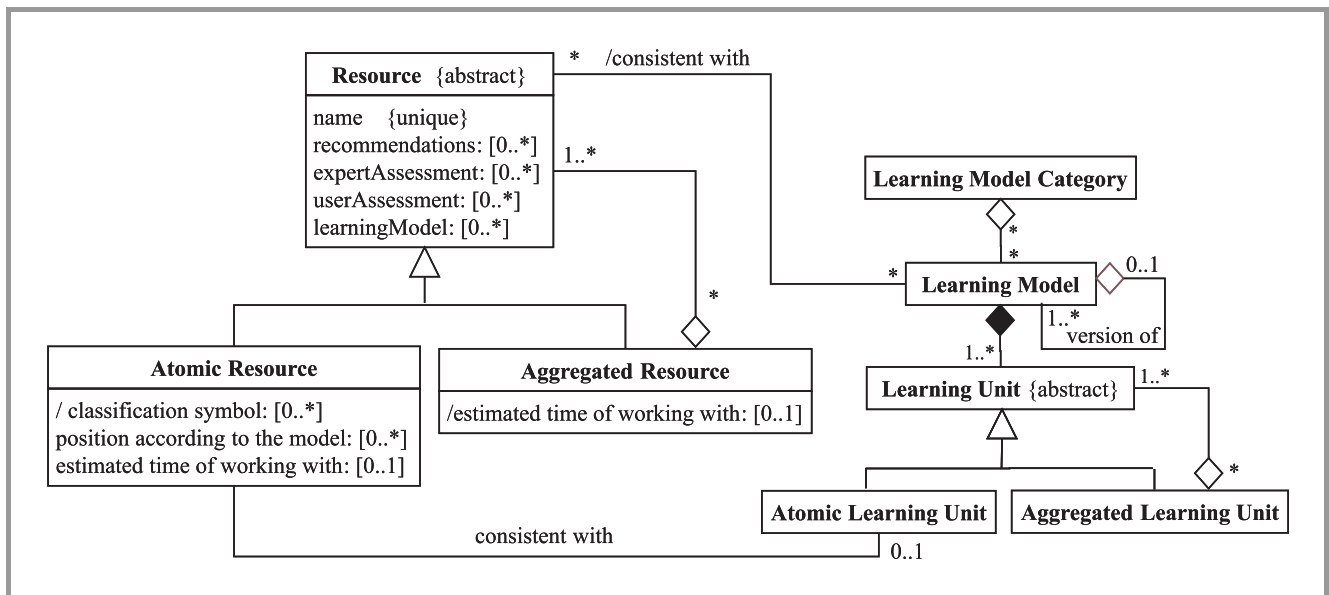 * /consistent with
Resource {abstract}
name {unique}
recommendations: [0..*]
expertAssessment: [0..*]
userAssessment: [0..*]
learningModel: [0..*]
1..*
*
Learning Model Category
*
*
*
Learning Model
0..1
1..*
version of
1..*
Learning Unit {abstract}
1..*
*
Atomic Resource
/ classification symbol: [0..*]
position according to the model: [0..*]
estimated time of working with: [0..1]
Aggregated Resource
/estimated time of working with: [0..1]
Atomic Learning Unit
Aggregated Learning Unit
consistent with
0..1